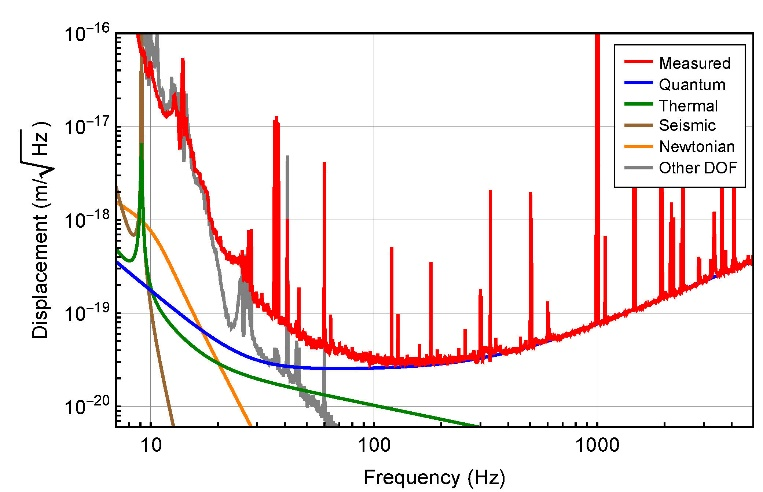 10−16
10−17
10−18
10−19
10−20
Displacement (m/√Hz )
Measured
Quantum
Thermal
Seismic
Newtonian
Other DOF
10
100
1000
Frequency (Hz)